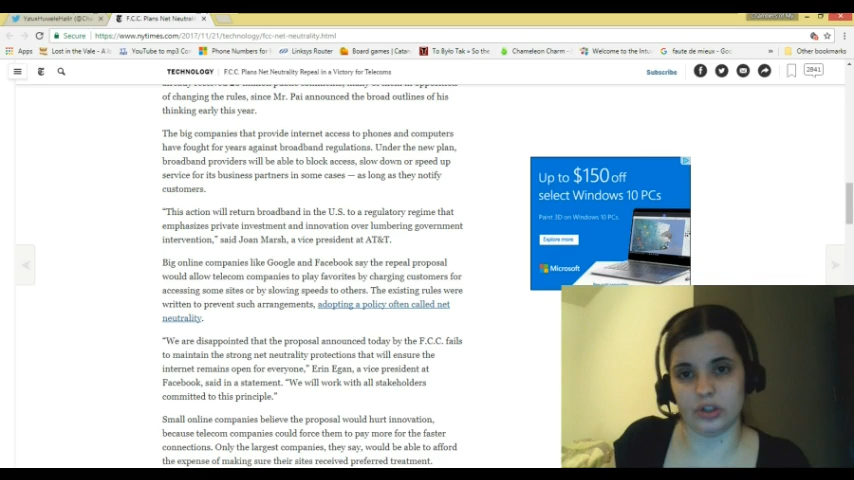 F.C.C. Plans Net Neutrali
Secure
https://www.nytimes.com/2017/11/21/technology/fcc-net-neutrality.html
Apps
Lost in the Vale - A l
YouTube to mp3 Cor
Phone Numbers for
Linksys Router
Board games | Catan
To Było Tak « So the
Chameleon Charm -
Welcome to the Intu
faute de mieux - Goo
Other bookmarks
TECHNOLOGY | F.C.C. Plans Net Neutrality Repeal in a Victory for Telecoms
Subscribe
2841
of changing the rules, since Mr. Pai announced the broad outlines of his
thinking early this year.
The big companies that provide internet access to phones and computers
have fought for years against broadband regulations. Under the new plan,
broadband providers will be able to block access, slow down or speed up
service for its business partners in some cases — as long as they notify
customers.
“This action will return broadband in the U.S. to a regulatory regime that
emphasizes private investment and innovation over lumbering government
intervention,” said Joan Marsh, a vice president at AT&T.
Big online companies like Google and Facebook say the repeal proposal
would allow telecom companies to play favorites by charging customers for
accessing some sites or by slowing speeds to others. The existing rules were
written to prevent such arrangements, adopting a policy often called net
neutrality.
“We are disappointed that the proposal announced today by the F.C.C. fails
to maintain the strong net neutrality protections that will ensure the
internet remains open for everyone,” Erin Egan, a vice president at
Facebook, said in a statement. “We will work with all stakeholders
committed to this principle.”
Small online companies believe the proposal would hurt innovation,
because telecom companies could force them to pay more for the faster
connections. Only the largest companies, they say, would be able to afford
the expense of making sure their sites received preferred treatment.
Up to $150 off
select Windows 10 PCs
Paint 3D on Windows 10 PCs.
Explore more
Microsoft